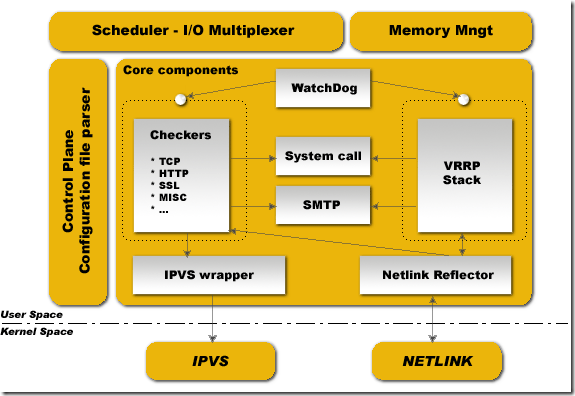 Scheduler - I/O Multiplexer
Memory Mngt
Control Plane
Configuration file parser
Core components
WatchDog
Checkers
* TCP
* HTTP
* SSL
* MISC
* ...
System call
SMTP
VRRP
Stack
IPVS wrapper
Netlink Reflector
User Space
Kernel Space
IPVS
NETLINK